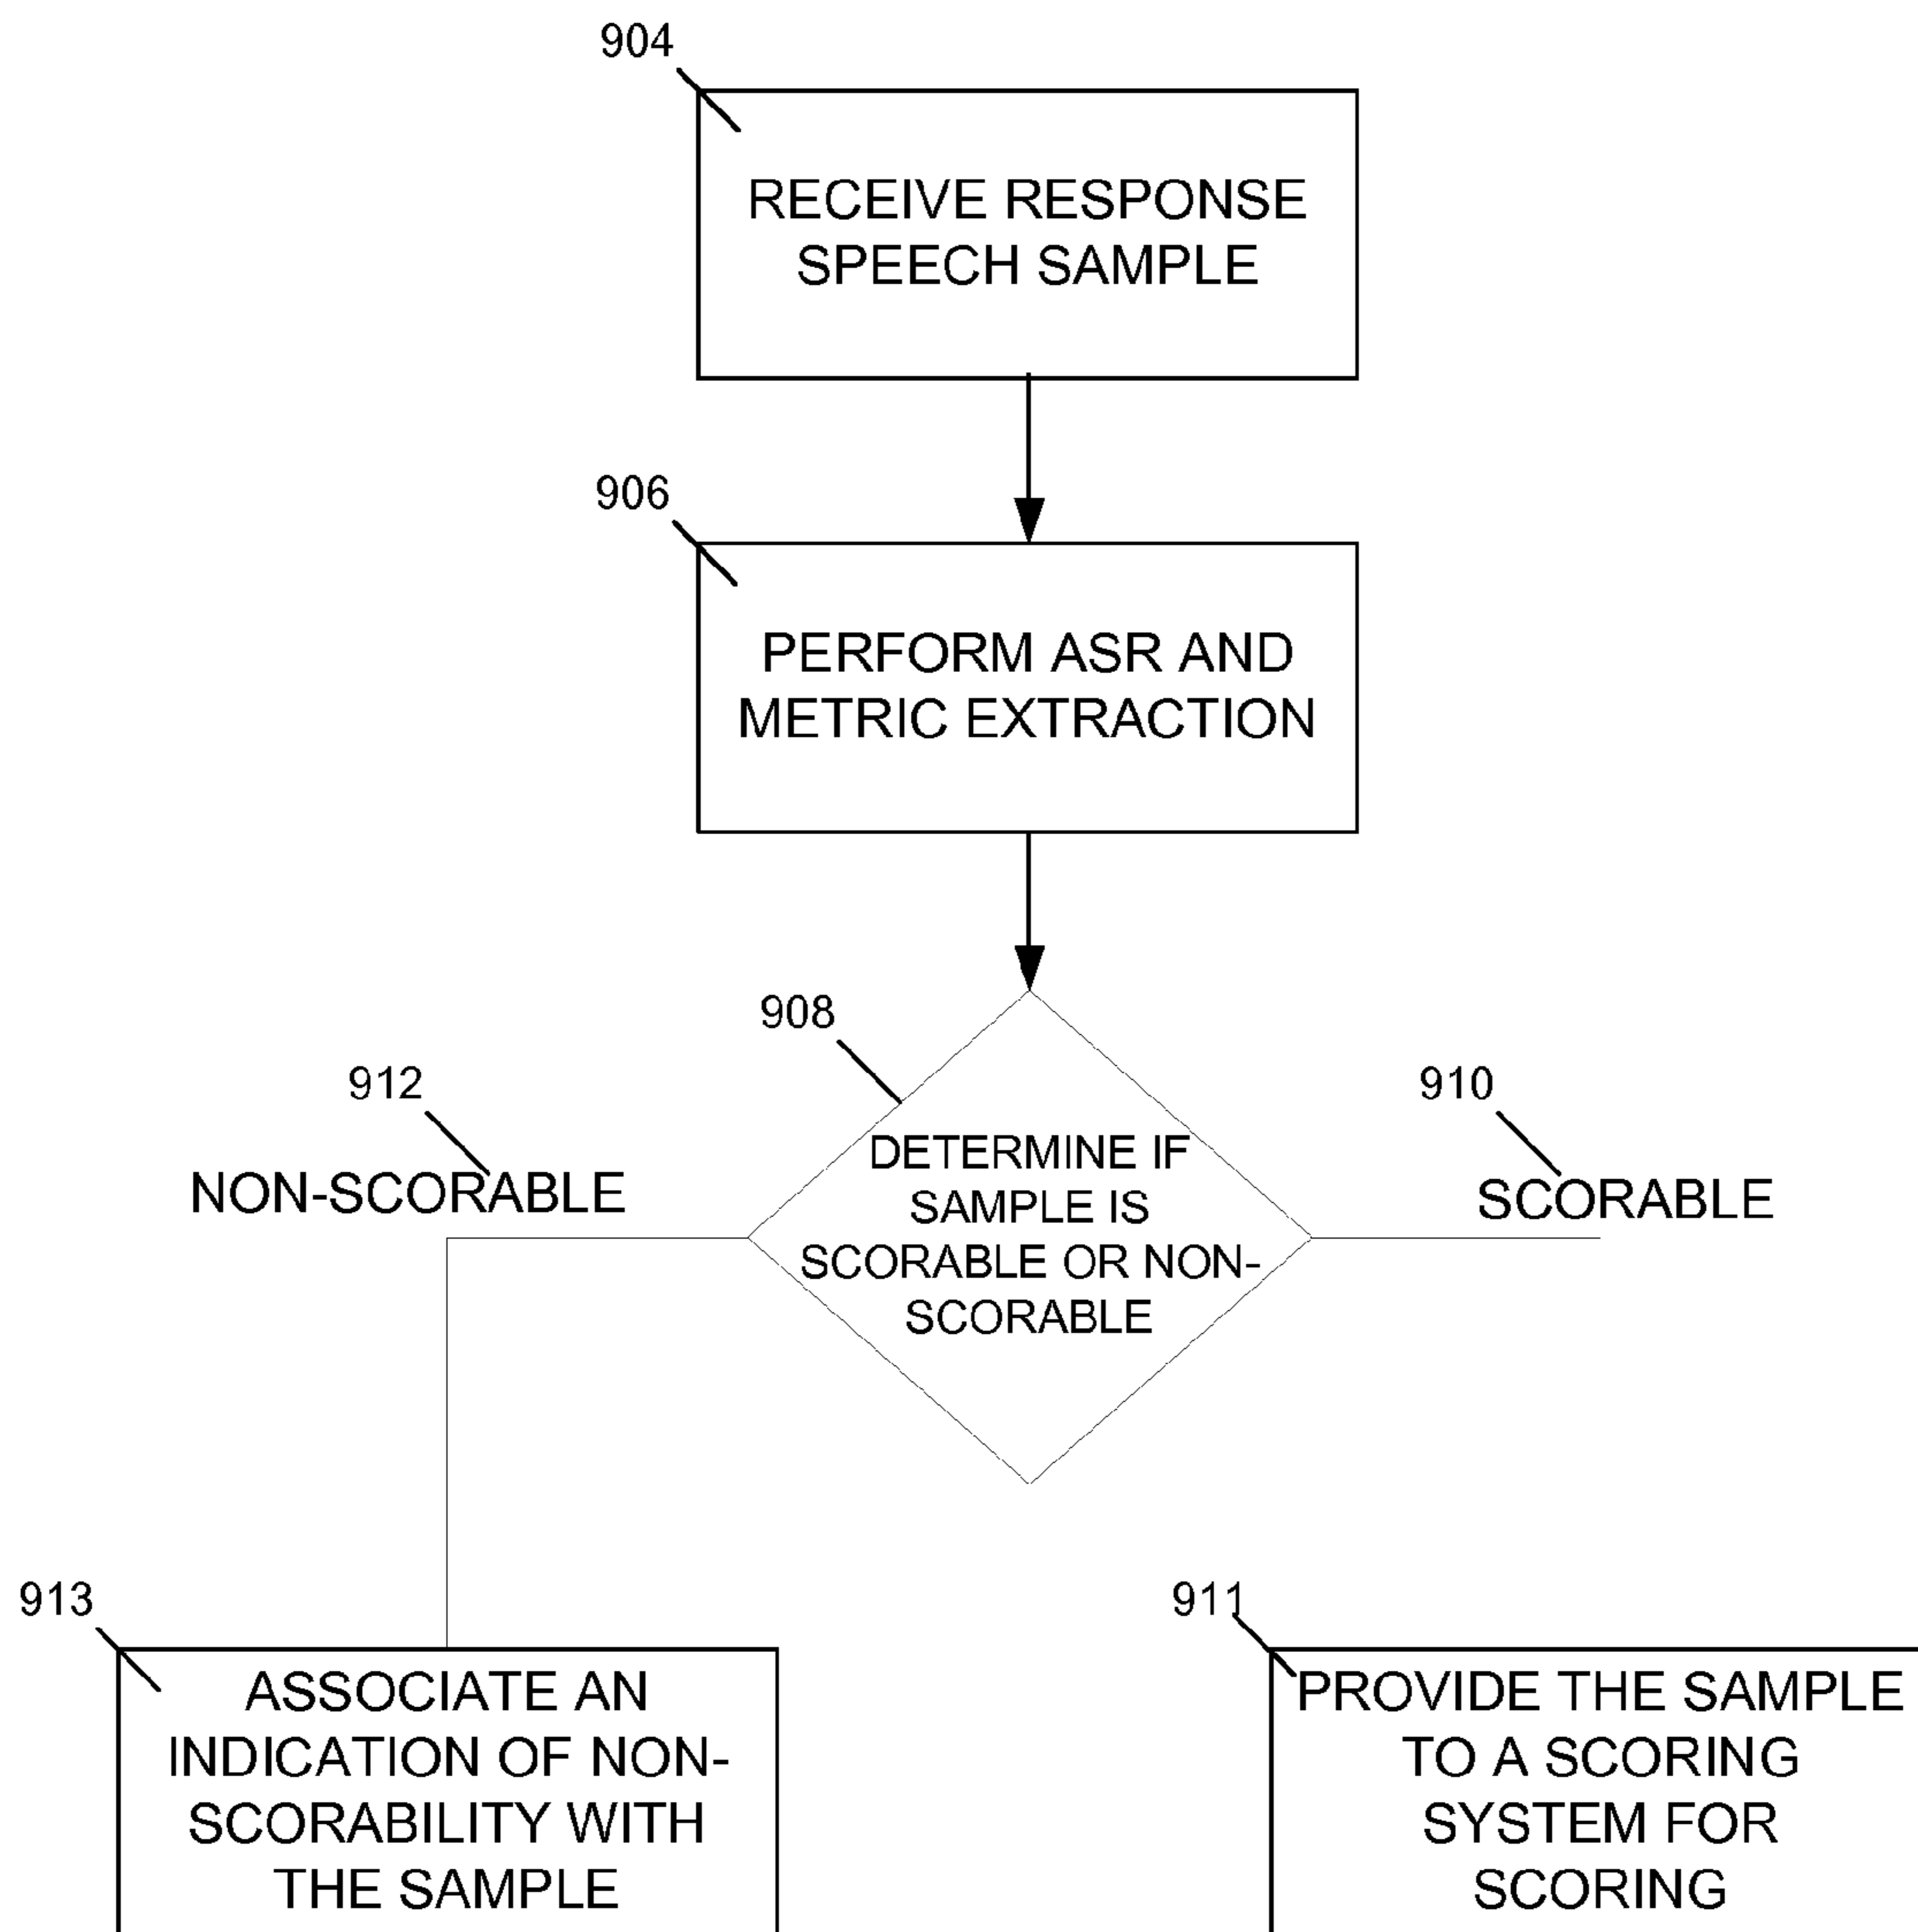 904
RECEIVE RESPONSE
SPEECH SAMPLE
906
PERFORM ASR AND
METRIC EXTRACTION
908
912
910
NON-SCORABLE
DETERMINE IF
SAMPLE IS
SCORABLE OR NON-
SCORABLE
SCORABLE
913
ASSOCIATE AN
INDICATION OF NON-
SCORABILITY WITH
THE SAMPLE
911
PROVIDE THE SAMPLE
TO A SCORING
SYSTEM FOR
SCORING